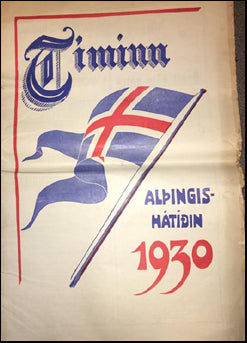 Tíminn
ALÞINGIS-
HÁTÍÐIN
1930